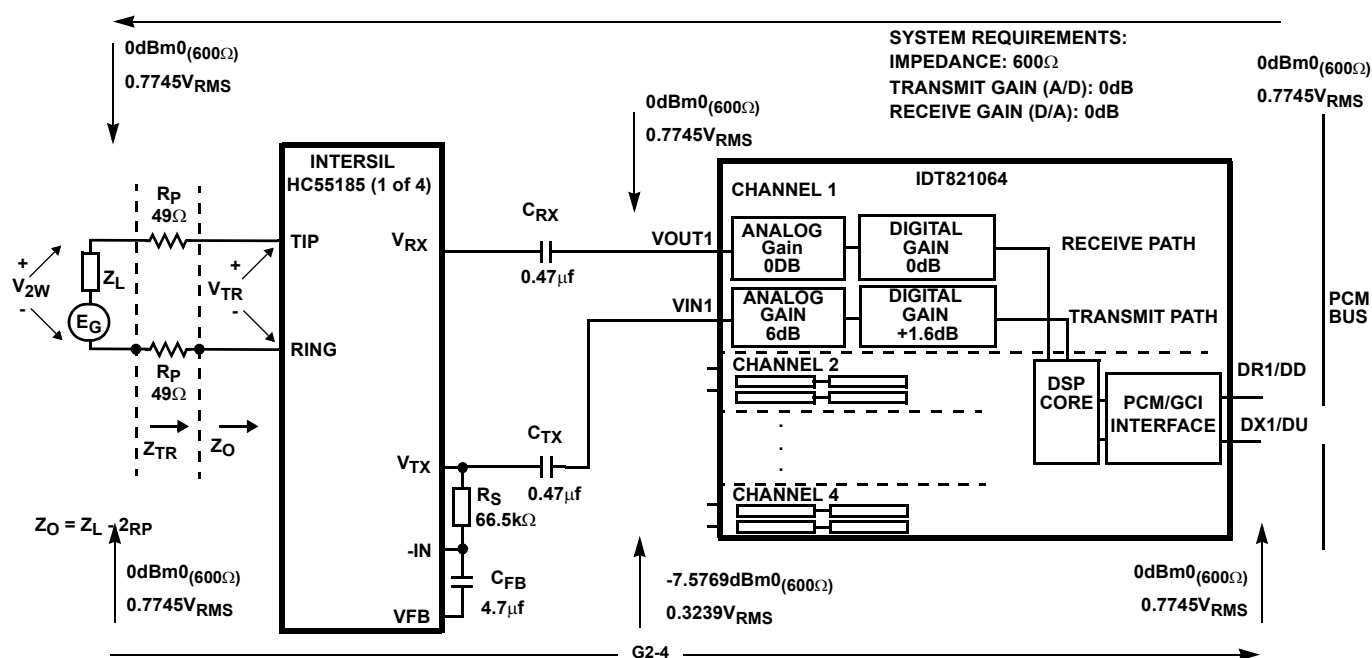 0dBm0(600Ω)
0.7745VRMS
SYSTEM REQUIREMENTS:
IMPEDANCE: 600Ω
TRANSMIT GAIN (A/D): 0dB
RECEIVE GAIN (D/A): 0dB
0dBm0(600Ω)
0.7745VRMS
0dBm0(600Ω)
0.7745VRMS
INTERSIL
HC55185 (1 of 4)
TIP
VRX
RING
VTX
-IN
VFB
RP
49Ω
+
V2W
-
ZL
EG
+
VTR
-
RP
49Ω
ZTR
ZO
ZO = ZL - 2RP
0dBm0(600Ω)
0.7745VRMS
CRX
0.47μf
CTX
0.47μf
RS
66.5kΩ
CFB
4.7μf
VOUT1
VIN1
IDT821064
CHANNEL 1
ANALOG
Gain
0DB
DIGITAL
GAIN
0dB
RECEIVE PATH
ANALOG
GAIN
6dB
DIGITAL
GAIN
+1.6dB
TRANSMIT PATH
CHANNEL 2
DSP
CORE
PCM/GCI
INTERFACE
CHANNEL 4
PCM
BUS
DR1/DD
DX1/DU
-7.5769dBm0(600Ω)
0.3239VRMS
0dBm0(600Ω)
0.7745VRMS
G2-4